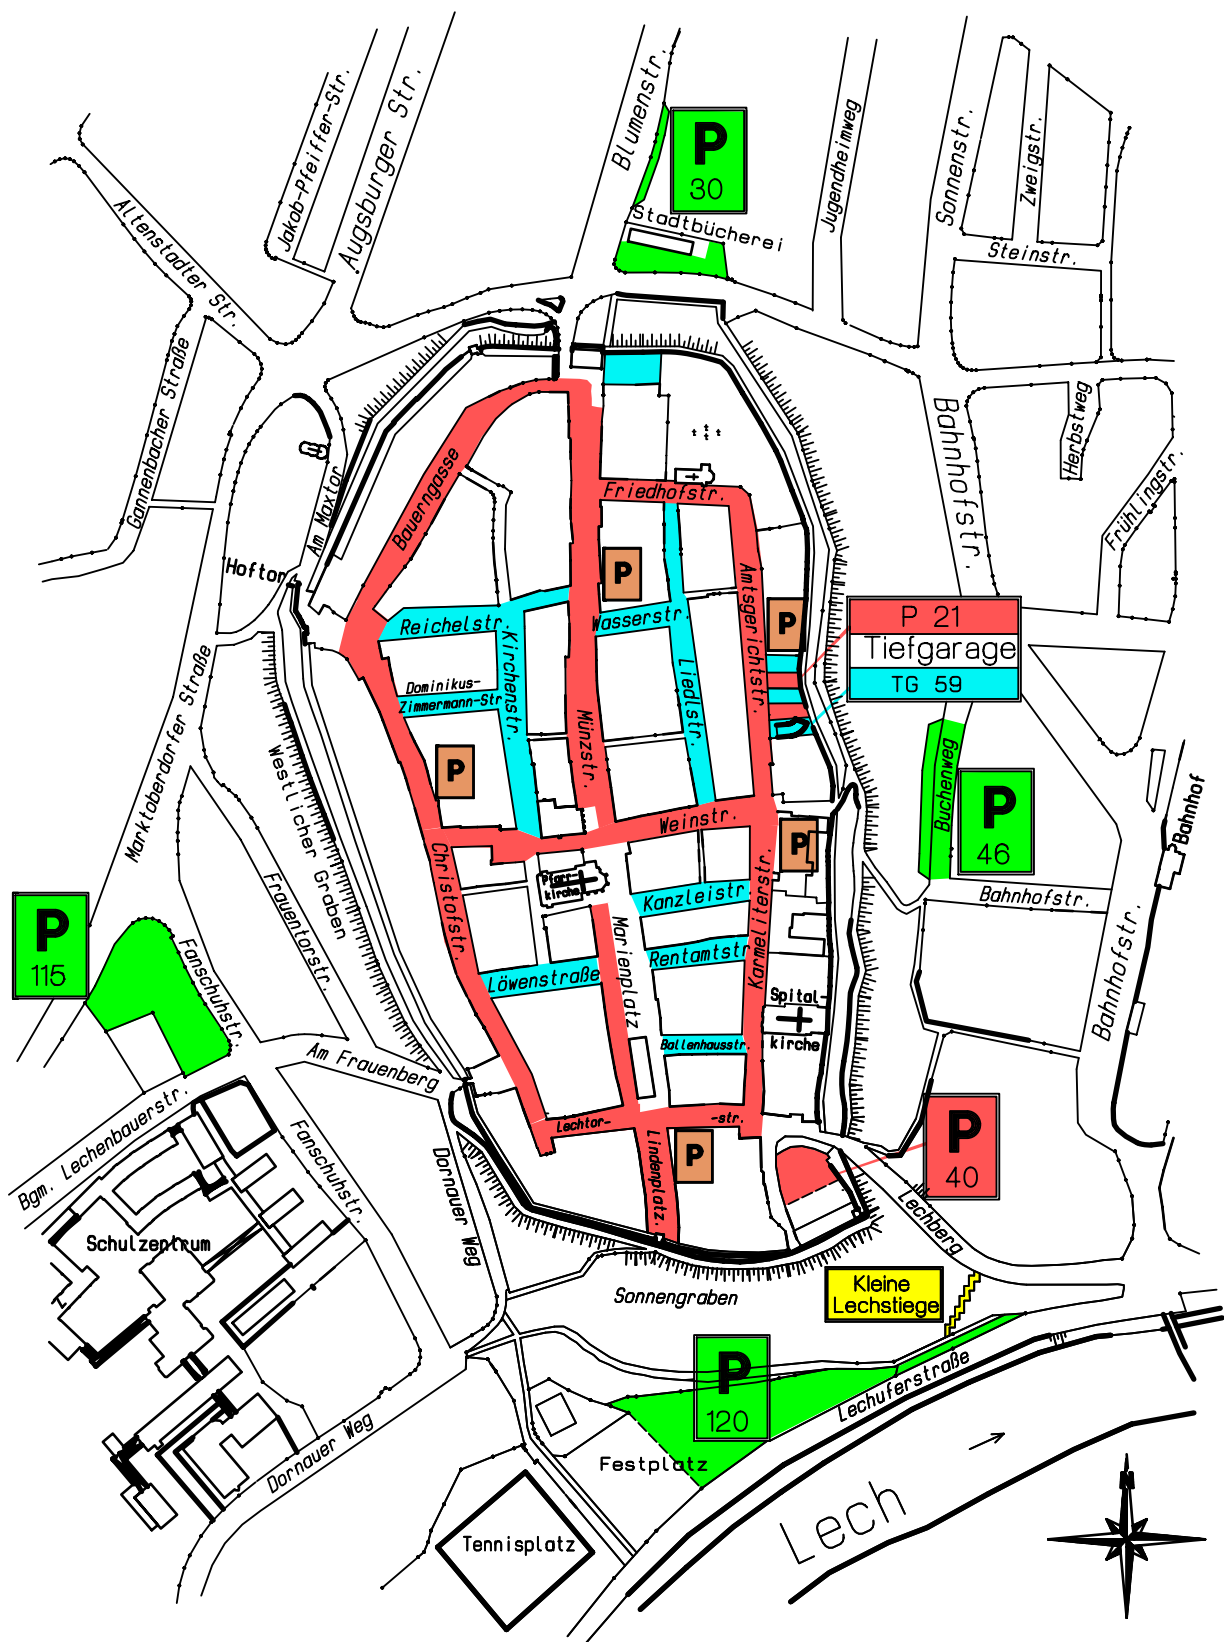 Jakob-Pfeiffer-Str.
Augsburger Str.
Blumenstr.
P
30
Stadtbücherei
Jugendheimweg
Sonnenstr.
Zweigstr.
Steinstr.
Altenstadter Str.
Gannenbacher Straße
Am Maxtor
Hoftor
Bauerngasse
Friedhofstr.
Bahnhofstr.
Herbstweg
Frühlingstr.
P
P
P 21
Tiefgarage
TG 59
Reichelstr.
Kirchenstr.
Wasserstr.
Amtsgerichtstr.
Liedlstr.
Dominikus-
Zimmermann-Str.
Münzstr.
P
Marktoberdorfer Straße
Westlicher Graben
Weinstr.
P
Buchenweg
P
46
Bahnhof
Bahnhofstr.
Bahnhofstr.
Christofstr.
Pfarr-
kirche
Kanzleistr.
Karmeliterstr.
Rentamtstr.
Marienplatz
Löwenstraße
Frauentorstr.
P
115
Fanschuhstr.
Spital-
kirche
Ballenhausstr.
Am Frauenberg
Bgm. Lechenbauerstr.
Fanschuhstr.
Lechtor-
-str.
Lindenplatz.
P
P
40
Dornauer Weg
Lechberg
Schulzentrum
Sonnengraben
Kleine
Lechstiege
P
120
Lechuferstraße
Festplatz
Dornauer Weg
Tennisplatz
Lech
N